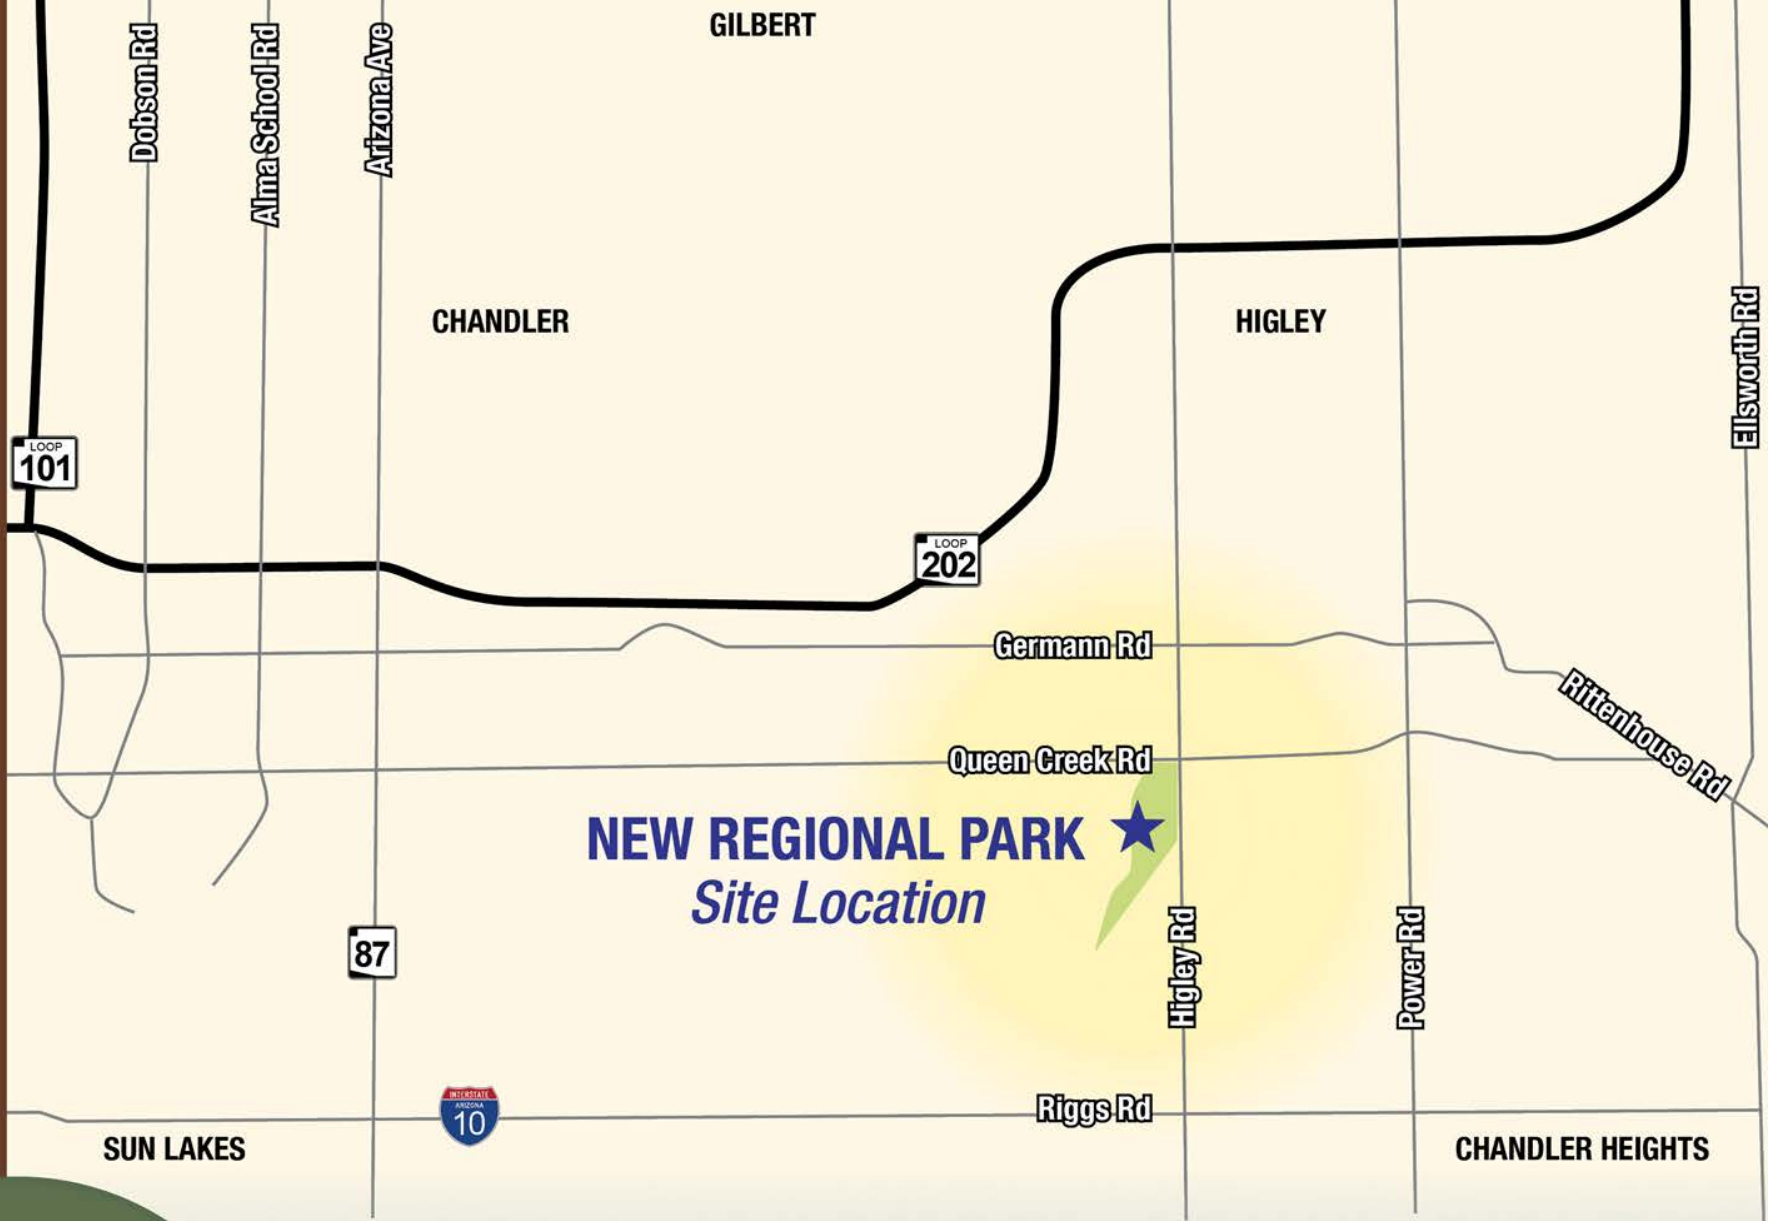 GILBERT
Dobson Rd
Alma School Rd
Arizona Ave
CHANDLER
HIGLEY
Ellsworth Rd
LOOP
101
LOOP
202
Germann Rd
Rittenhouse Rd
Queen Creek Rd
NEW REGIONAL PARK
Site Location
87
Higley Rd
Power Rd
INTERSTATE
ARIZONA
10
Riggs Rd
SUN LAKES
CHANDLER HEIGHTS